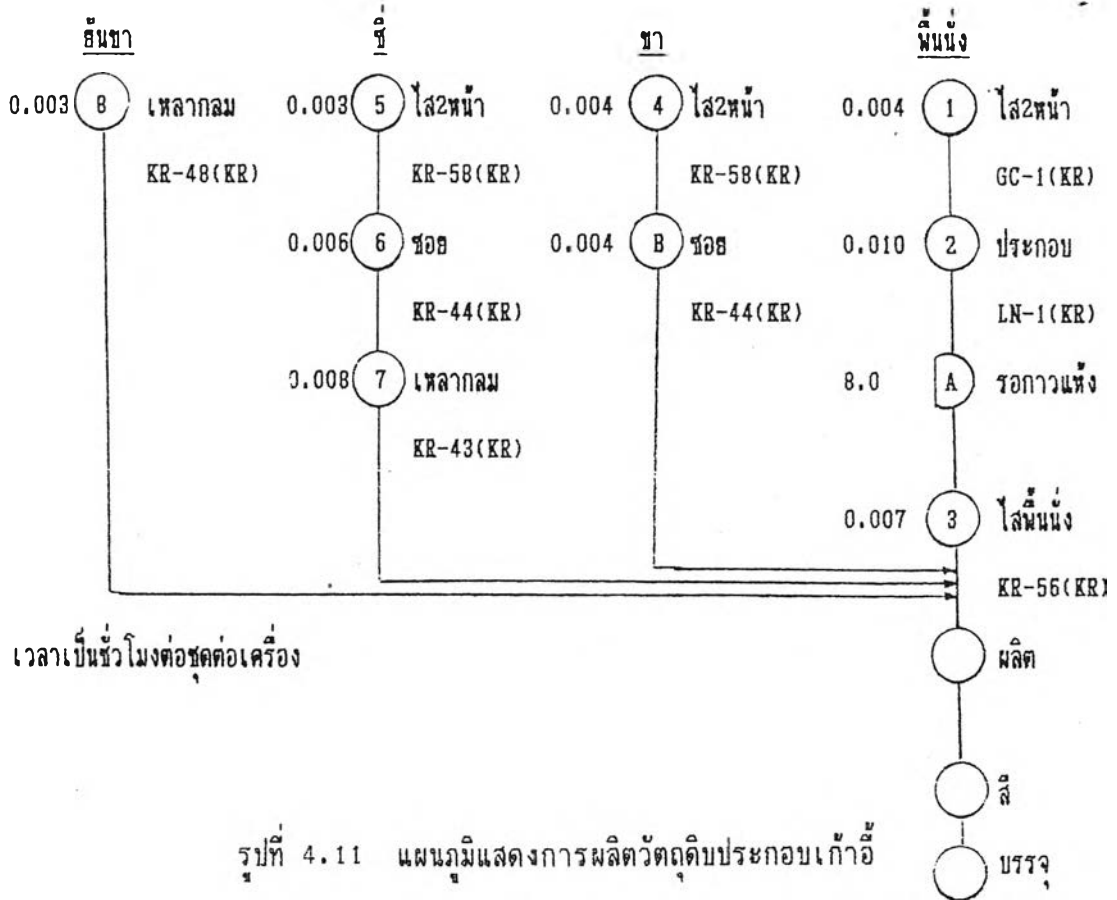 ยันขา ซี่ ขา พื้นนั่ง
0.003 8 เหลากลม 0.003 5 ไส2หน้า 0.004 4 ไส2หน้า 0.004 1 ไส2หน้า
KR-48(KR) KR-58(KR) KR-58(KR) GC-1(KR)
0.006 6 ซอย 0.004 B ซอย 0.010 2 ประกอบ
KR-44(KR) KR-44(KR) LN-1(KR)
0.008 7 เหลากลม 8.0 A รอกาวแห้ง
KR-43(KR)
0.007 3 ไสพื้นนั่ง
KR-56(KR)
เวลาเป็นชั่วโมงต่อชุดต่อเครื่อง
ผลิต
สี
รูปที่ 4.11 แผนภูมิแสดงการผลิตวัตถุดิบประกอบเก้าอี้
บรรจุ